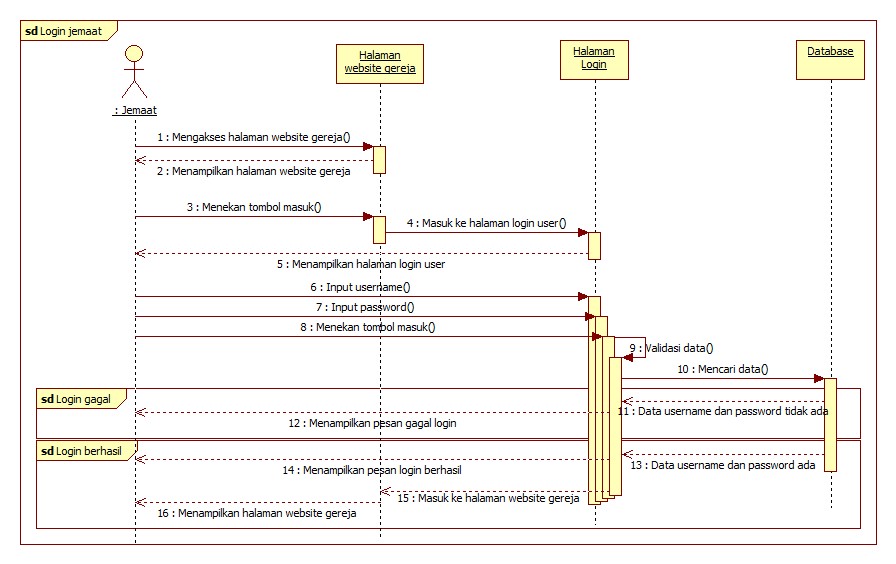 sd Login jemaat
Halaman
website gereja
Halaman
Login
Database
: Jemaat
1 : Mengakses halaman website gereja()
2 : Menampilkan halaman website gereja
3 : Menekan tombol masuk()
4 : Masuk ke halaman login user()
5 : Menampilkan halaman login user
6 : Input username()
7 : Input password()
8 : Menekan tombol masuk()
9 : Validasi data()
10 : Mencari data()
sd Login gagal
11 : Data username dan password tidak ada
12 : Menampilkan pesan gagal login
sd Login berhasil
13 : Data username dan password ada
14 : Menampilkan pesan login berhasil
15 : Masuk ke halaman website gereja
16 : Menampilkan halaman website gereja